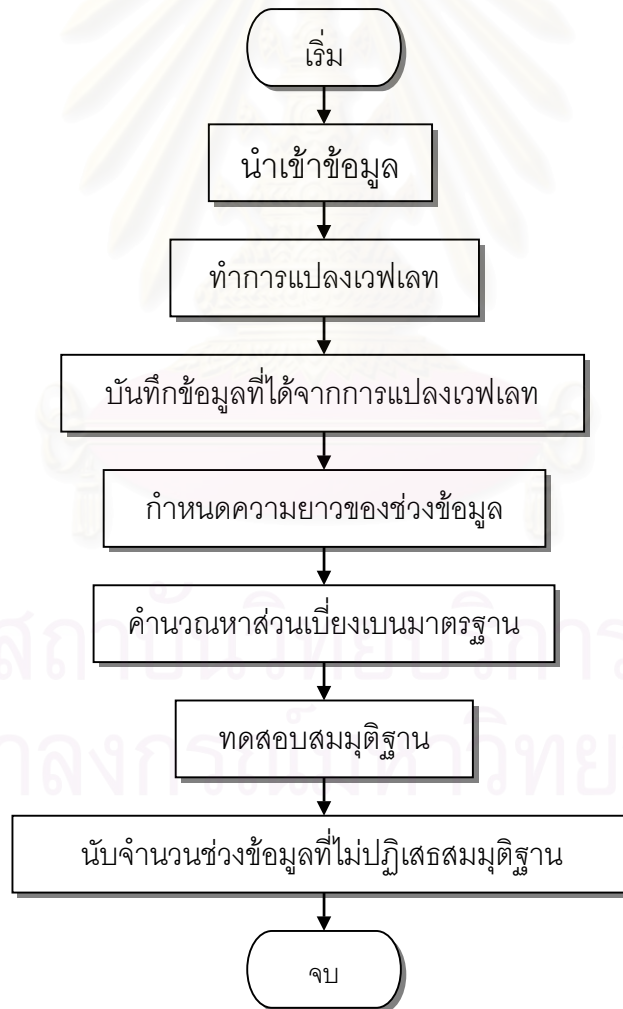 เริ่ม
นำเข้าข้อมูล
ทำการแปลงเวฟเลท
บันทึกข้อมูลที่ได้จากการแปลงเวฟเลท
กำหนดความยาวของช่วงข้อมูล
คำนวณหาส่วนเบี่ยงเบนมาตรฐาน
ทดสอบสมมุติฐาน
นับจำนวนช่วงข้อมูลที่ไม่ปฏิเสธสมมุติฐาน
จบ